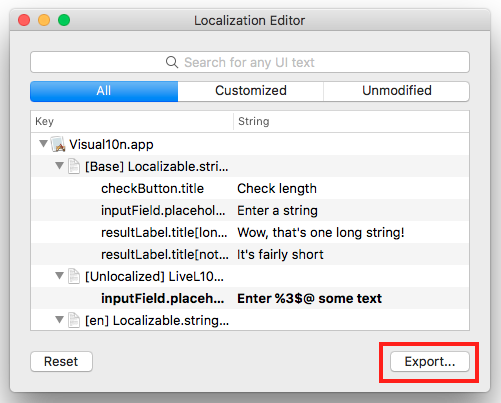 Localization Editor
Search for any UI text
All Customized Unmodified
Key String
Visual10n.app
[Base] Localizable.stri...
checkButton.title Check length
inputField.placehol... Enter a string
resultLabel.title[lon... Wow, that's one long string!
resultLabel.title[not... It's fairly short
[Unlocalized] LiveL10...
inputField.placeh... Enter %3$@ some text
[en] Localizable.string...
Reset Export...